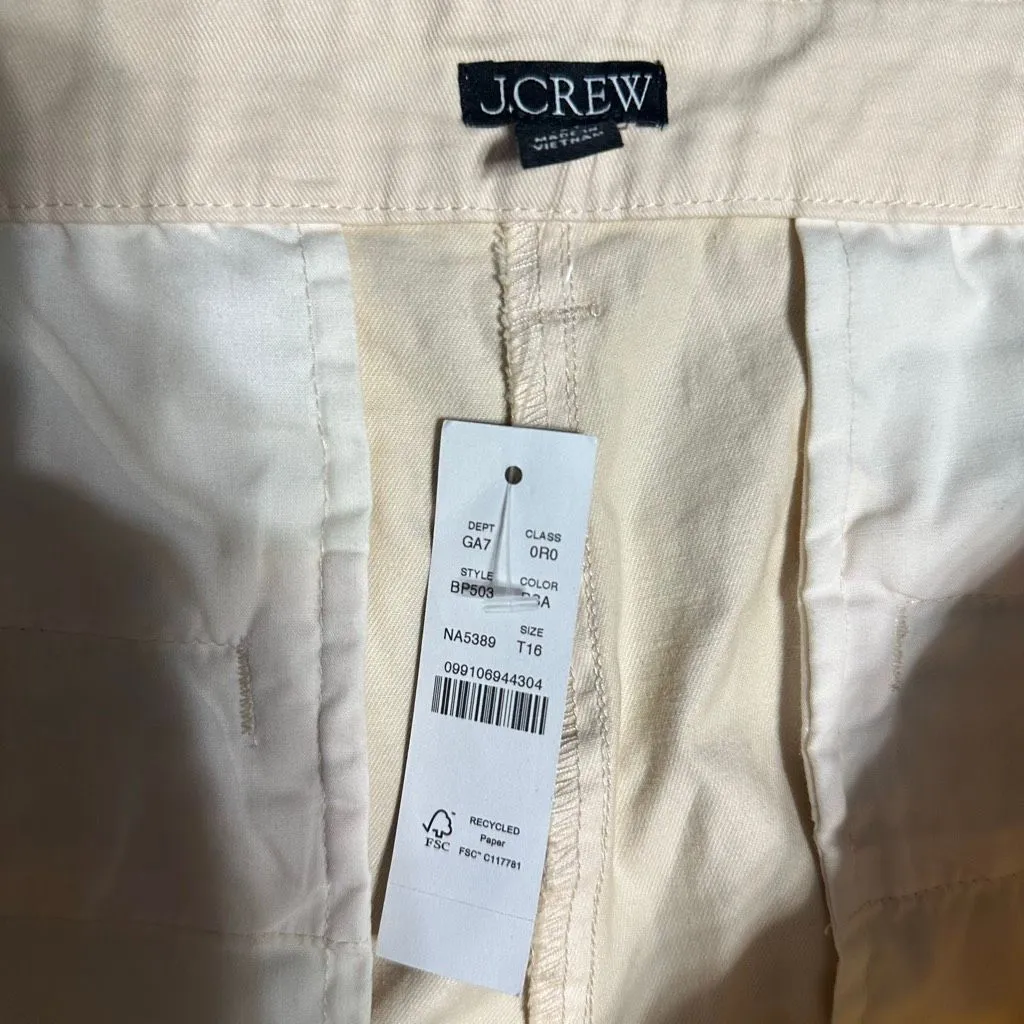 J.CREW
MADE IN
VIETNAM
DEPT CLASS
GA7 0R0
STYLE COLOR
BP503
SIZE
NA5389 T16
099106944304
RECYCLED
Paper
FSC
FSC™ C117781